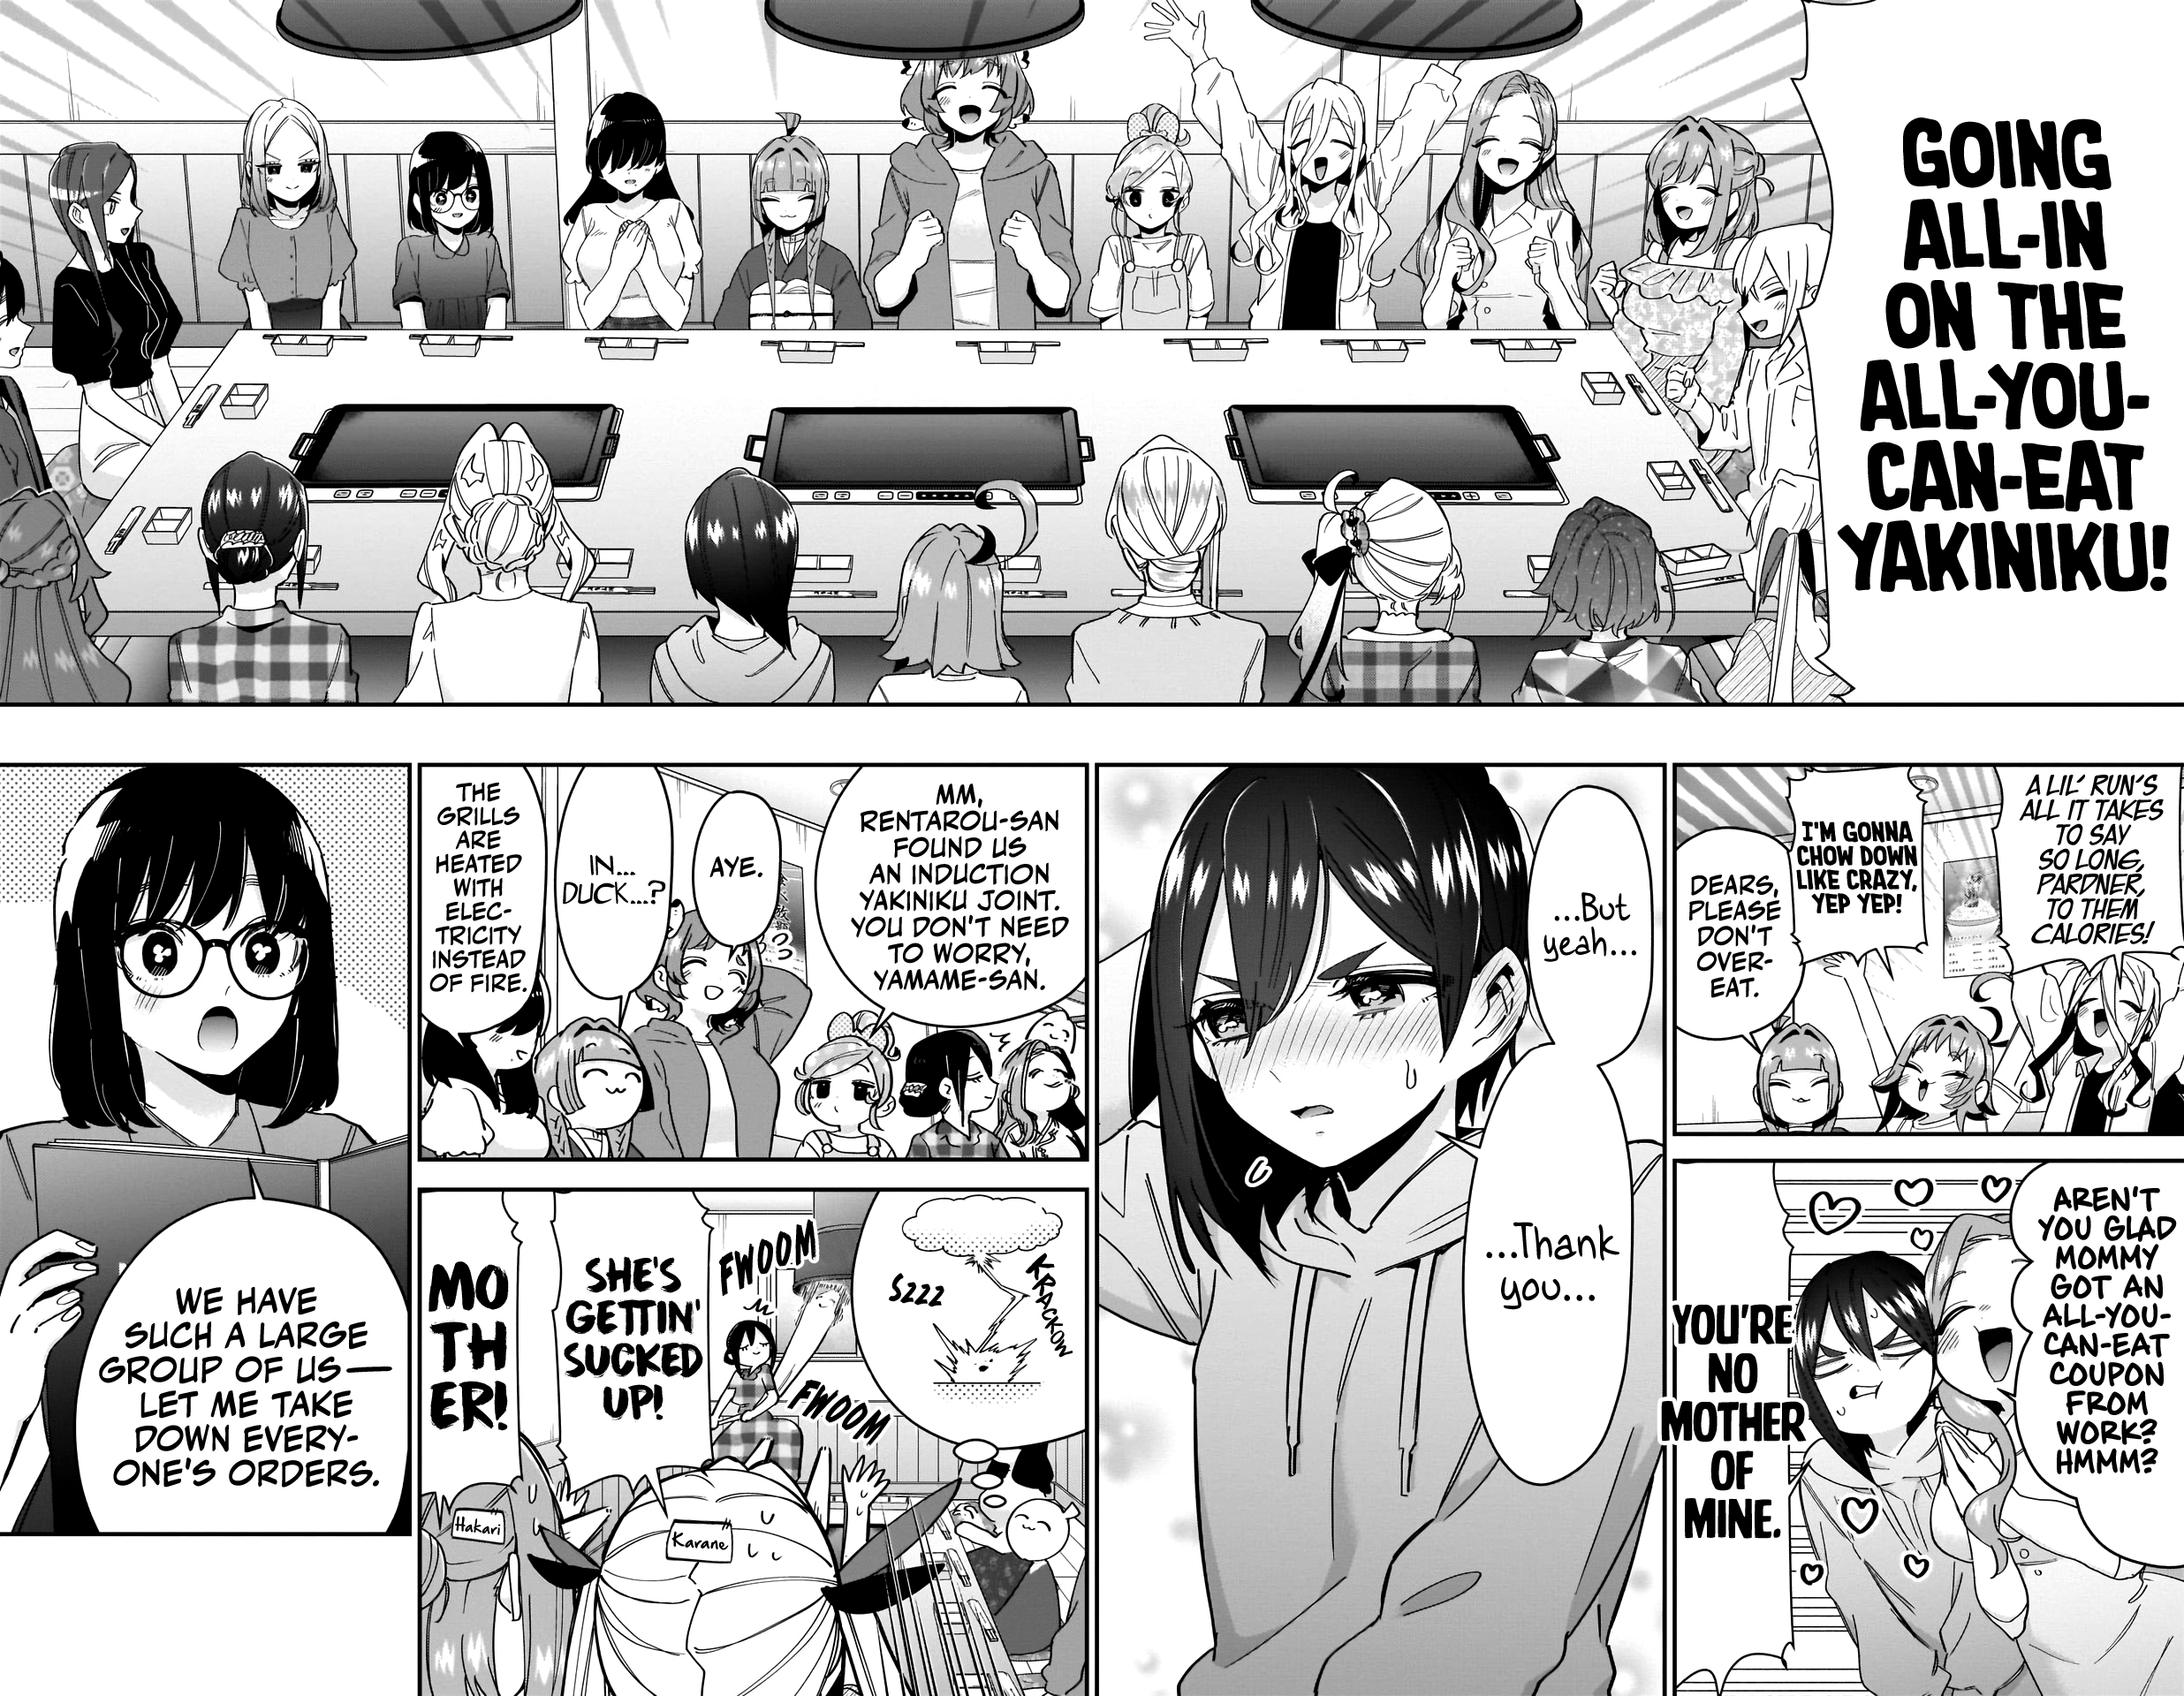 GOING
ALL-IN
ON THE
ALL-YOU-
CAN-EAT
YAKINIKU!
A LIL' RUN'S
ALL IT TAKES
TO SAY
SO LONG,
PARDNER,
TO THEM
CALORIES!
I'M GONNA
CHOW DOWN
LIKE CRAZY,
YEP YEP!
DEARS,
PLEASE
DON'T
OVER-
EAT.
AREN'T
YOU GLAD
MOMMY
GOT AN
ALL-YOU-
CAN-EAT
COUPON
FROM
WORK?
HMMM?
YOU'RE
NO
MOTHER
OF
MINE.
...But
yeah...
...Thank
you...
MM,
RENTAROU-SAN
FOUND US
AN INDUCTION
YAKINIKU JOINT.
YOU DON'T NEED
TO WORRY,
YAMAME-SAN.
AYE.
IN...
DUCK...?
THE
GRILLS
ARE
HEATED
WITH
ELEC-
TRICITY
INSTEAD
OF FIRE.
KRACKOW
SZZZ
FWOOM
FWOOM
SHE'S
GETTIN'
SUCKED
UP!
MO
TH
ER!
Karane
Hakari
WE HAVE
SUCH A LARGE
GROUP OF US—
LET ME TAKE
DOWN EVERY-
ONE'S ORDERS.